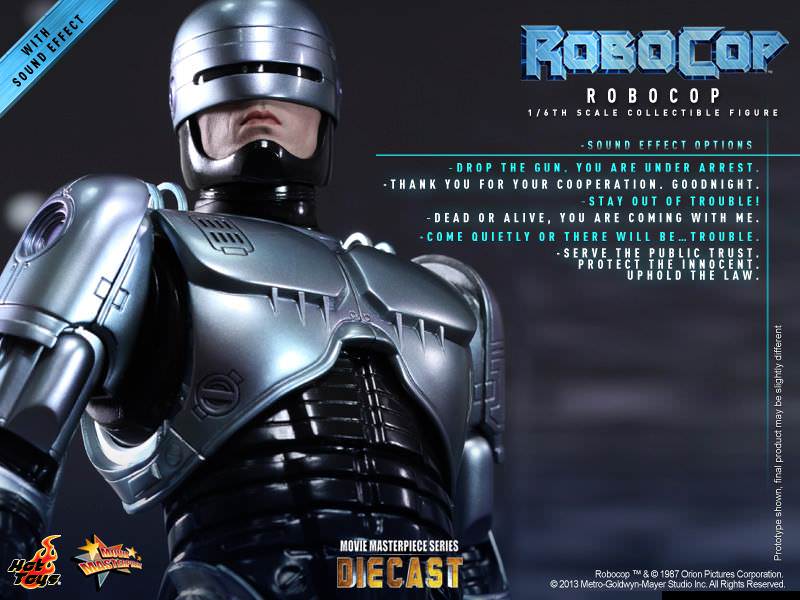 WITH
SOUND EFFECT
ROBOCOP
ROBOCOP
1/6TH SCALE COLLECTIBLE FIGURE
-SOUND EFFECT OPTIONS
-DROP THE GUN. YOU ARE UNDER ARREST.
-THANK YOU FOR YOUR COOPERATION. GOODNIGHT.
-STAY OUT OF TROUBLE!
-DEAD OR ALIVE, YOU ARE COMING WITH ME.
-COME QUIETLY OR THERE WILL BE...TROUBLE.
-SERVE THE PUBLIC TRUST.
PROTECT THE INNOCENT.
UPHOLD THE LAW.
Prototype shown, final product may be slightly different
Hot
Toys
MOVIE
MASTERPIECE
MOVIE MASTERPIECE SERIES
DIECAST
Robocop ™ & © 1987 Orion Pictures Corporation.
© 2013 Metro-Goldwyn-Mayer Studio Inc. All Rights Reserved.